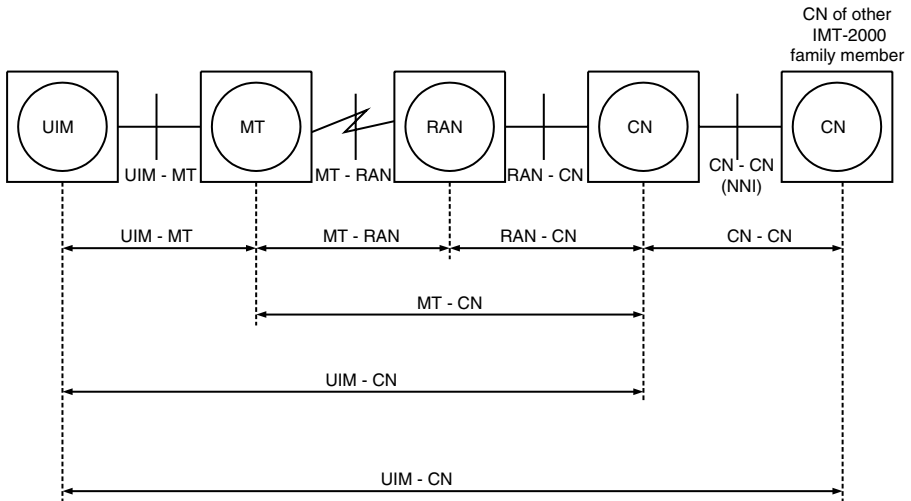 CN of other
IMT-2000
family member
UIM
MT
RAN
CN
CN
UIM - MT
MT - RAN
RAN - CN
CN - CN
(NNI)
UIM - MT
MT - RAN
RAN - CN
CN - CN
MT - CN
UIM - CN
UIM - CN